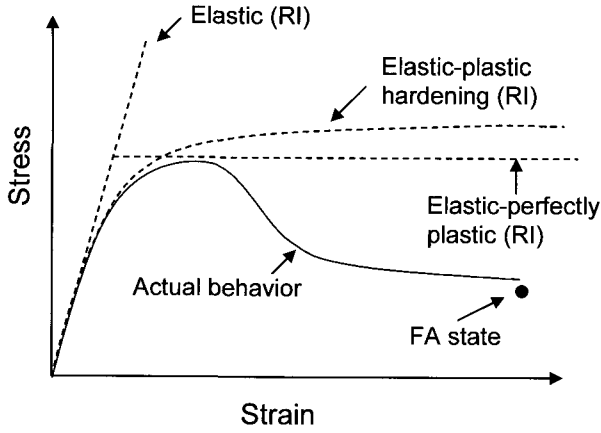 Elastic (RI)
Elastic-plastic
hardening (RI)
Stress
Elastic-perfectly
plastic (RI)
Actual behavior
FA state
Strain